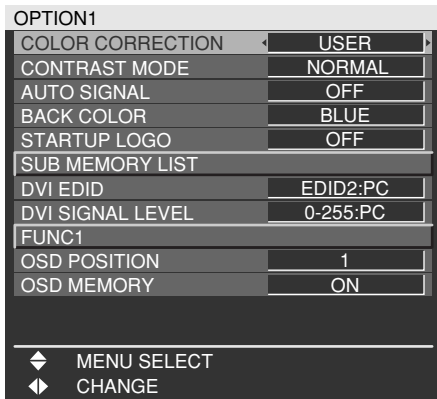 OPTION1
COLOR CORRECTION USER
CONTRAST MODE NORMAL
AUTO SIGNAL OFF
BACK COLOR BLUE
STARTUP LOGO OFF
SUB MEMORY LIST
DVI EDID EDID2:PC
DVI SIGNAL LEVEL 0-255:PC
FUNC1
OSD POSITION 1
OSD MEMORY ON
MENU SELECT
CHANGE